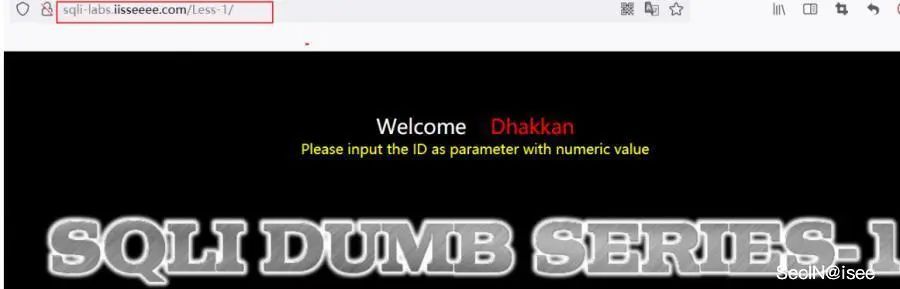 sqli-labs.iisseeee.com/Less-1/
Welcome Dhakkan
Please input the ID as parameter with numeric value
SQLI DUMB SERIES-1
SecIN@isee